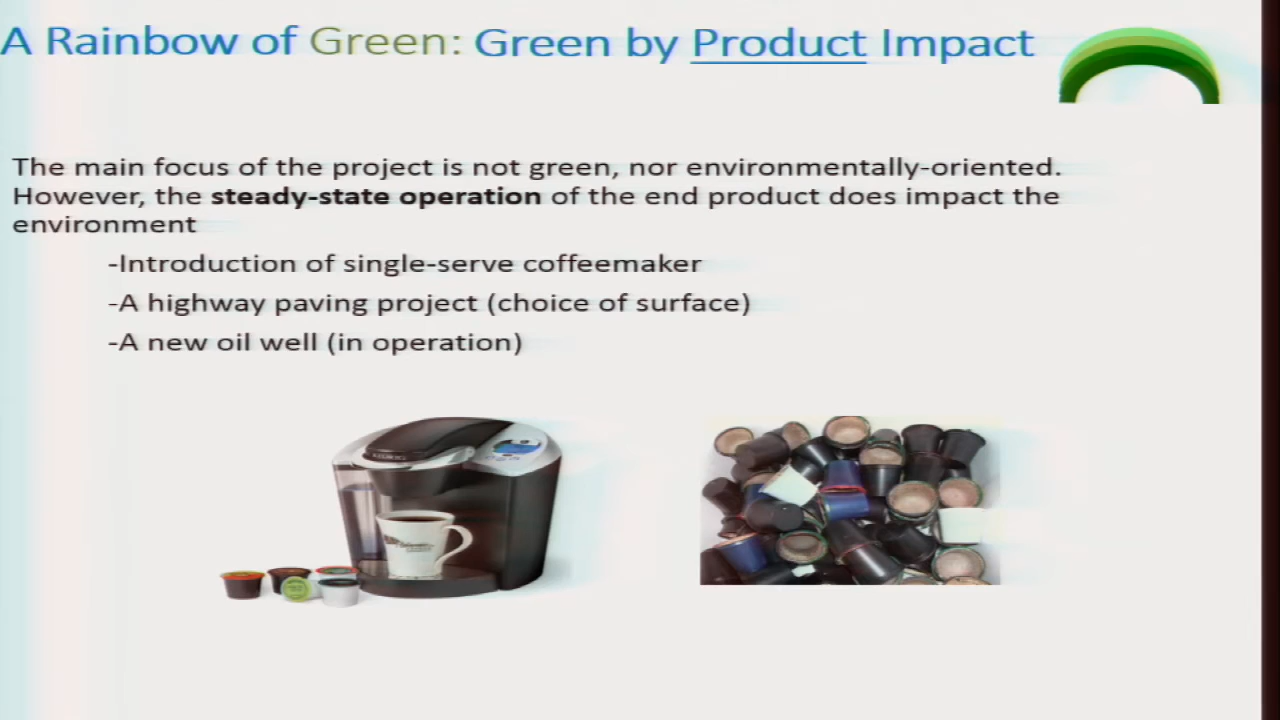 A Rainbow of Green: Green by Product Impact
The main focus of the project is not green, nor environmentally-oriented.
However, the steady-state operation of the end product does impact the
environment
-Introduction of single-serve coffeemaker
-A highway paving project (choice of surface)
-A new oil well (in operation)
KEURIG